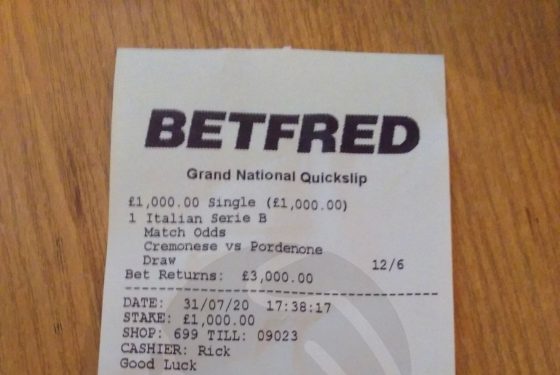 BETFRED
Grand National Quickslip
£1,000.00 Single (£1,000.00)
1 Italian Serie B
Match Odds
Cremonese vs Pordenone
Draw 12/6
Bet Returns: £3,000.00
DATE: 31/07/20 17:38:17
STAKE: £1,000.00
SHOP: 699 TILL: 09023
CASHIER: Rick
Good Luck